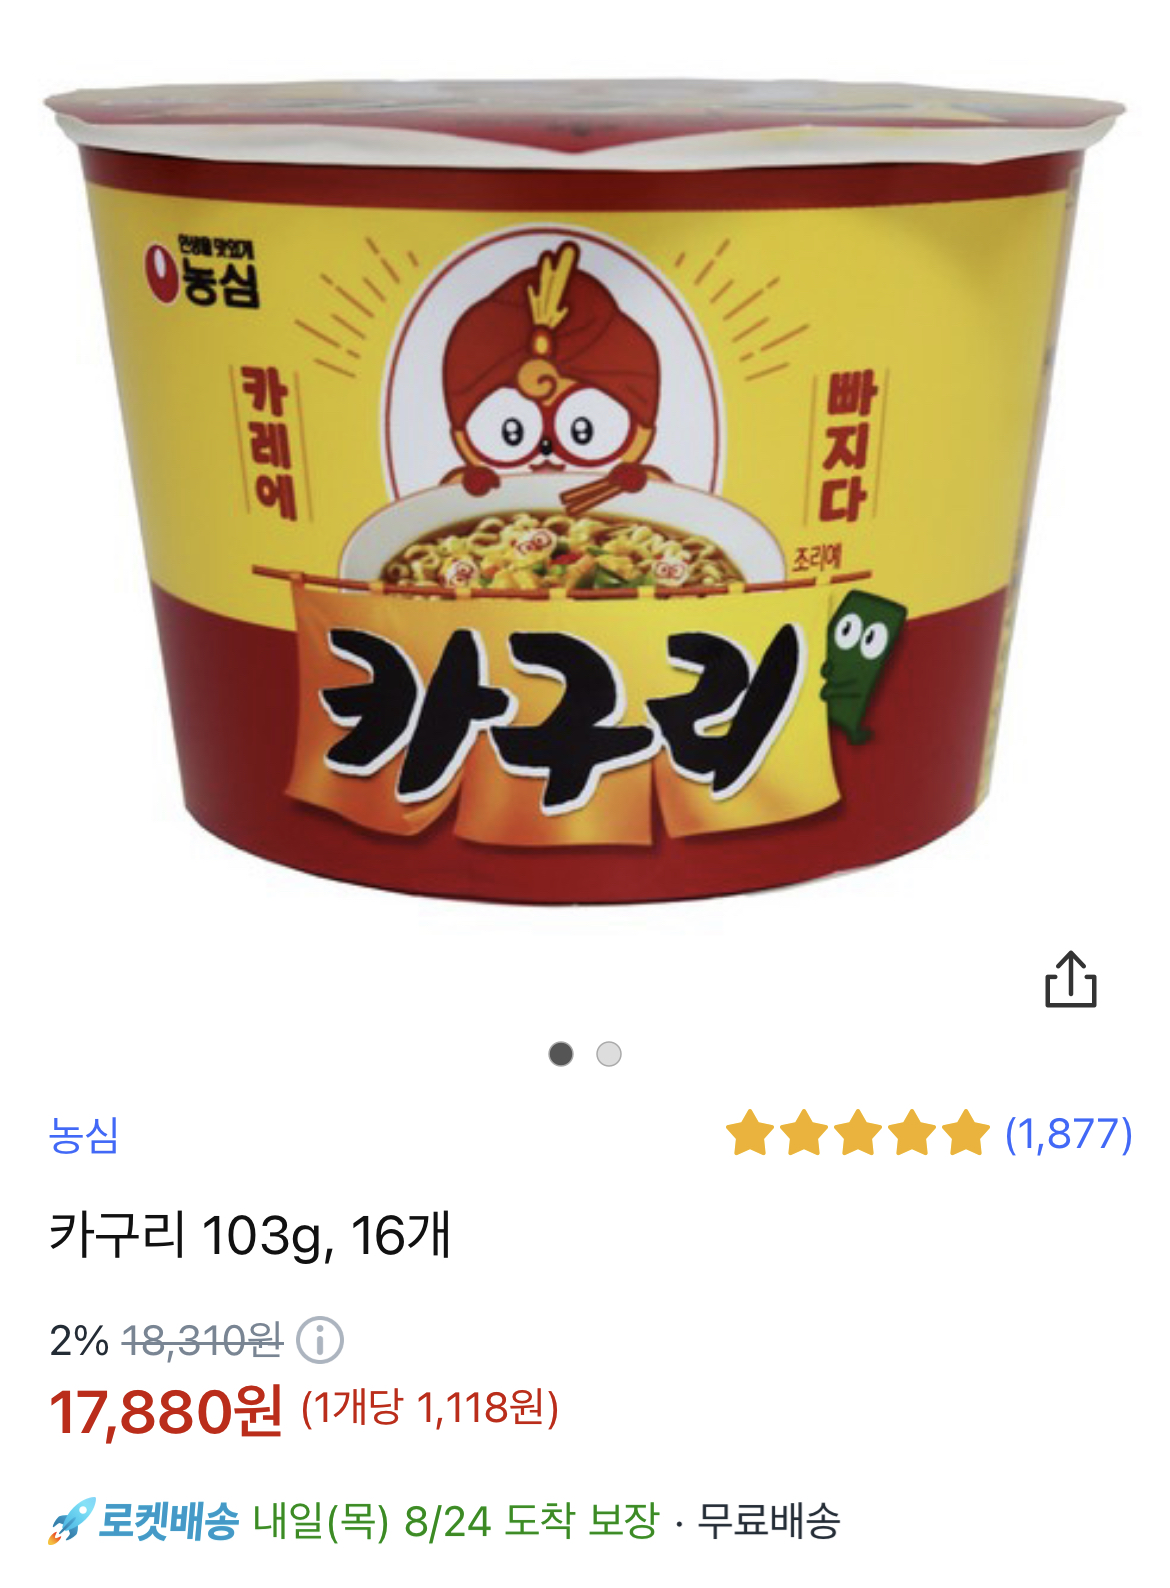 인생을 맛있게
농심
카레에
빠지다
조리예
카구리
농심
(1,877)
카구리 103g, 16개
2% 18,310원
17,880원 (1개당 1,118원)
로켓배송 내일(목) 8/24 도착 보장 · 무료배송